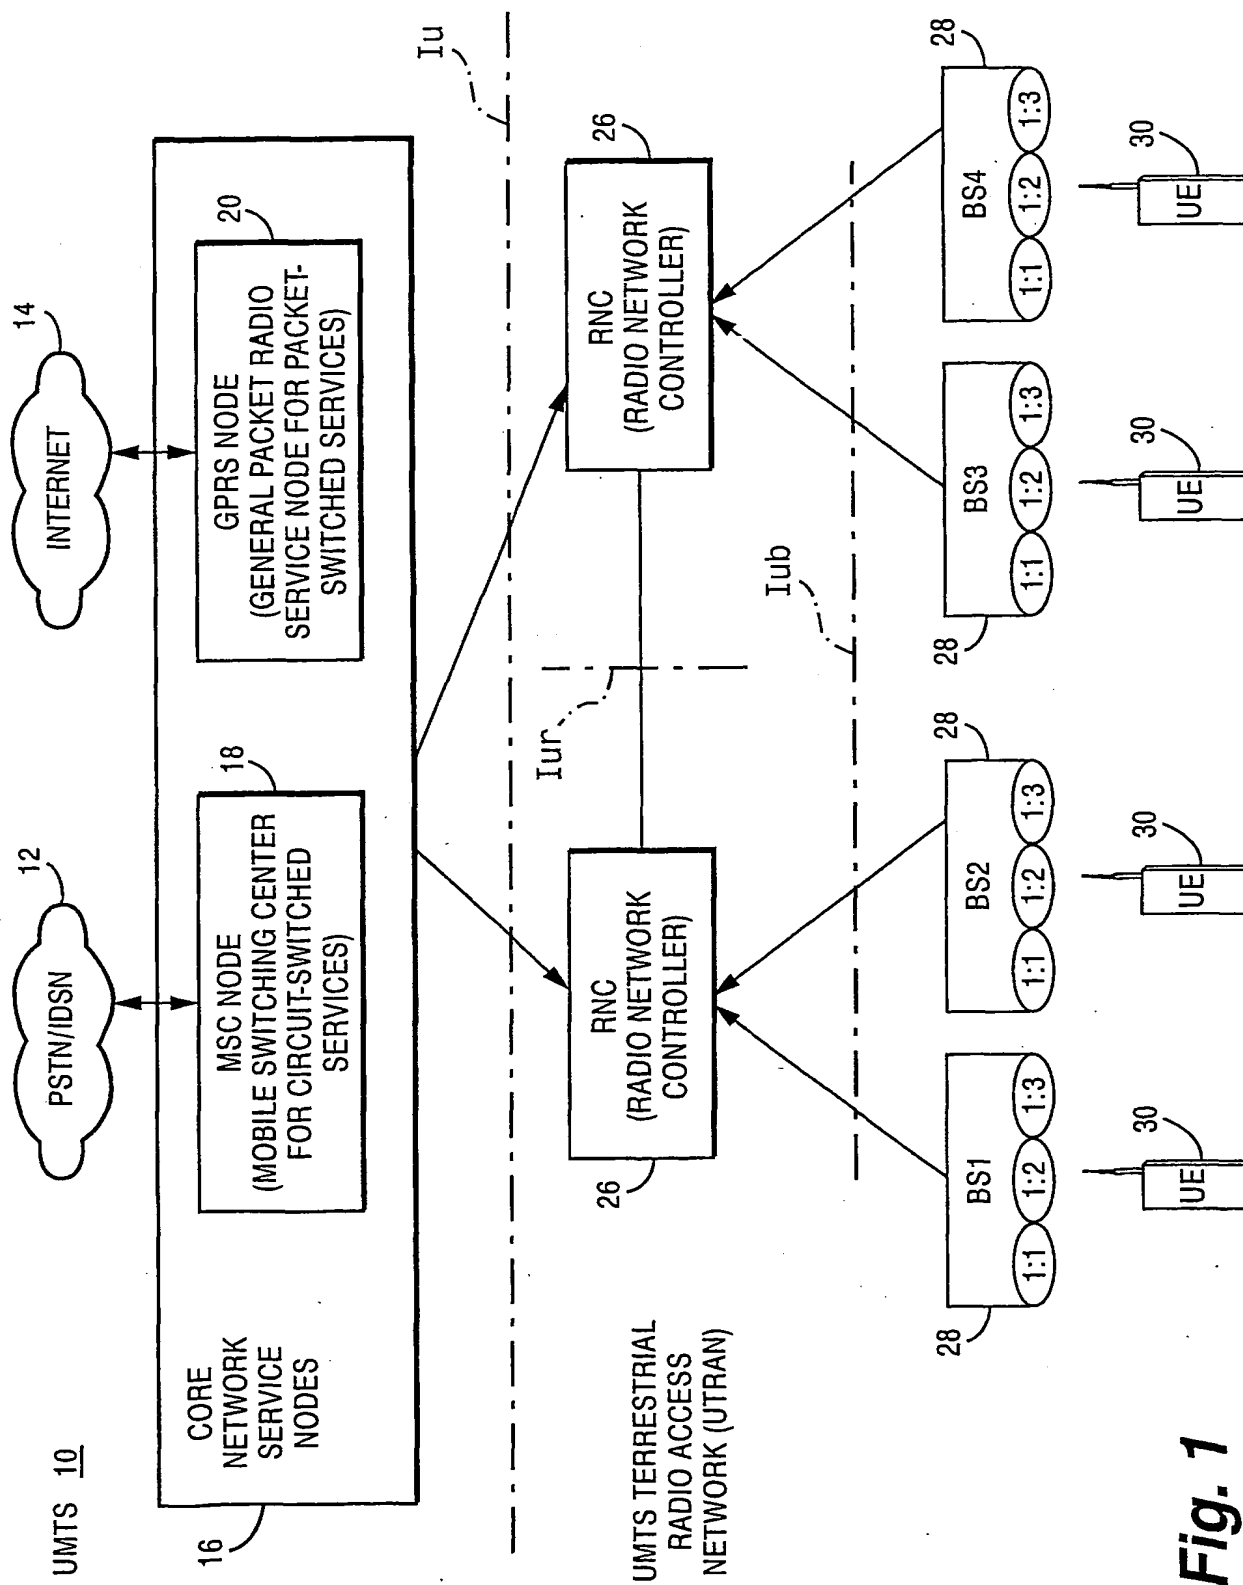 UMTS 10
12
14
PSTN/IDSN
INTERNET
16
CORE
NETWORK
SERVICE
NODES
18
MSC NODE
(MOBILE SWITCHING CENTER
FOR CIRCUIT-SWITCHED
SERVICES)
20
GPRS NODE
(GENERAL PACKET RADIO
SERVICE NODE FOR PACKET-
SWITCHED SERVICES)
Iu
UMTS TERRESTRIAL
RADIO ACCESS
NETWORK (UTRAN)
26
RNC
(RADIO NETWORK
CONTROLLER)
Iur
26
RNC
(RADIO NETWORK
CONTROLLER)
Iub
28
BS1
1:1 1:2 1:3
28
BS2
1:1 1:2 1:3
28
BS3
1:1 1:2 1:3
28
BS4
1:1 1:2 1:3
30
UE
30
UE
30
UE
30
UE
Fig. 1